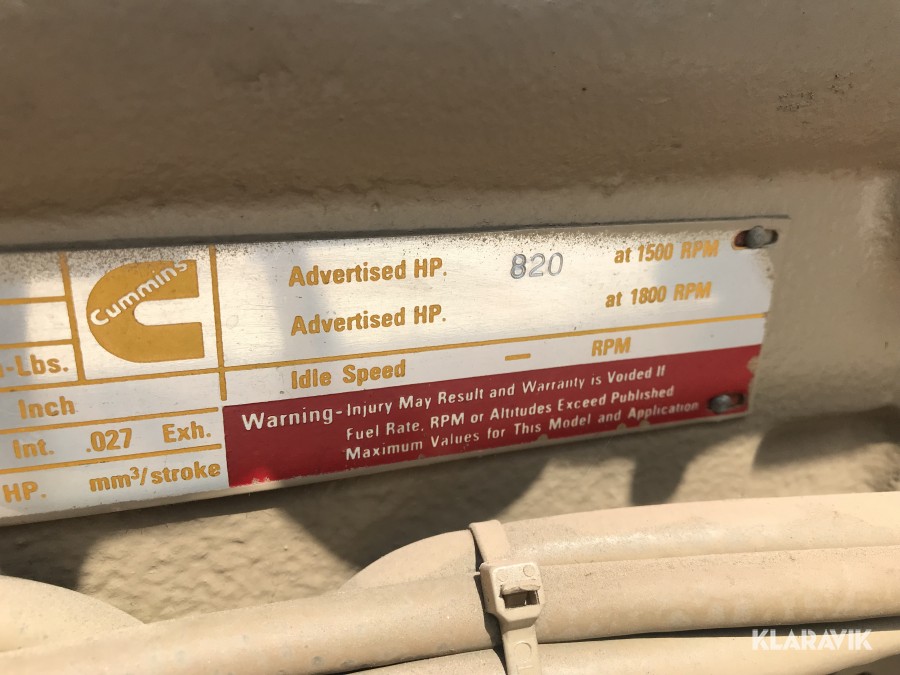 Cummins
Advertised HP. 820 at 1500 RPM
Advertised HP. at 1800 RPM
-Lbs.
Idle Speed — RPM
Inch
Warning - Injury May Result and Warranty is Voided If
Fuel Rate, RPM or Altitudes Exceed Published
Maximum Values for This Model and Application
Int. .027 Exh.
HP. mm³/stroke
KLARAVIK